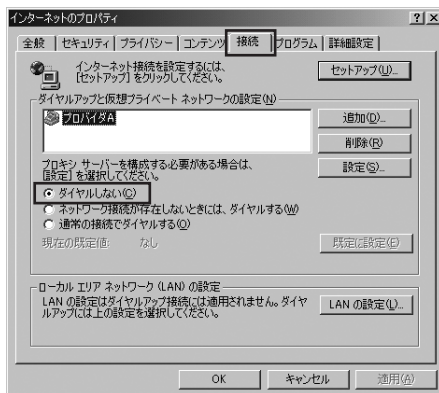 インターネットのプロパティ
全般 セキュリティ プライバシー コンテンツ 接続 プログラム 詳細設定
インターネット接続を設定するには、
[セットアップ] をクリックしてください。
セットアップ(U)...
ダイヤルアップと仮想プライベート ネットワークの設定(N)
プロバイダA
追加(D)...
削除(R)
プロキシ サーバーを構成する必要がある場合は、
[設定] を選択してください。
設定(S)...
ダイヤルしない(C)
ネットワーク接続が存在しないときには、ダイヤルする(W)
通常の接続でダイヤルする(O)
現在の既定値: なし
既定に設定(E)
ローカル エリア ネットワーク (LAN) の設定
LAN の設定はダイヤルアップ接続には適用されません。ダイヤ
ルアップには上の設定を選択してください。
LAN の設定(L)...
OK キャンセル 適用(A)